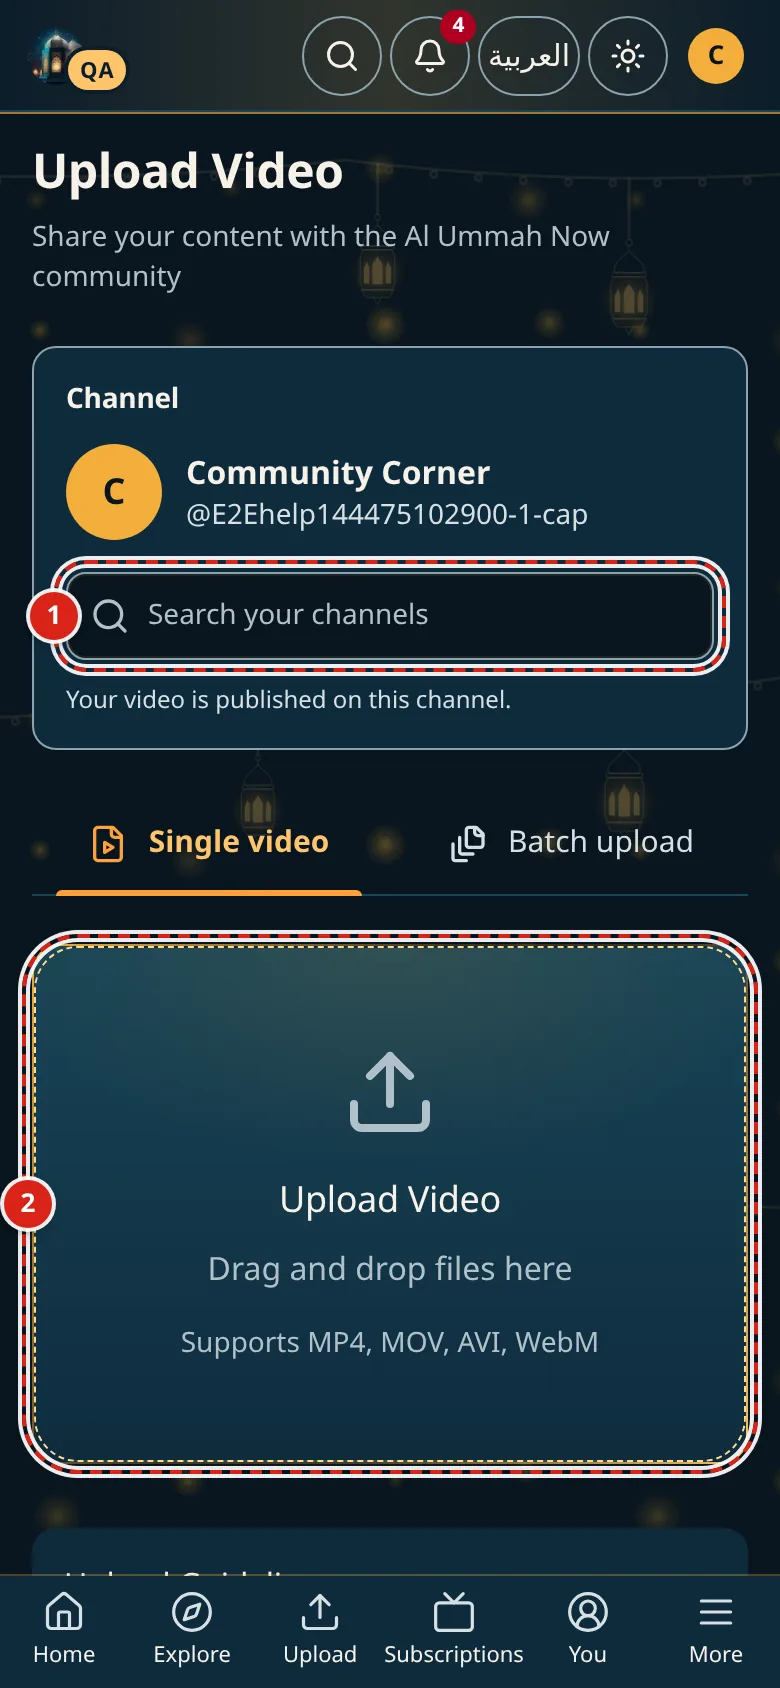 QA
4
العربية
C
Upload Video
Share your content with the Al Ummah Now
community
Channel
C
Community Corner
@E2Ehelp144475102900-1-cap
1
Search your channels
Your video is published on this channel.
Single video
Batch upload
2
Upload Video
Drag and drop files here
Supports MP4, MOV, AVI, WebM
Home
Explore
Upload
Subscriptions
You
More